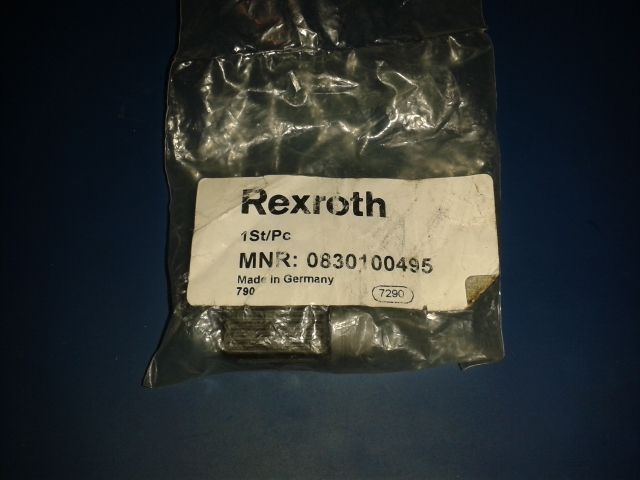 Rexroth
1St/Pc
MNR: 0830100495
Made in Germany
790
7290